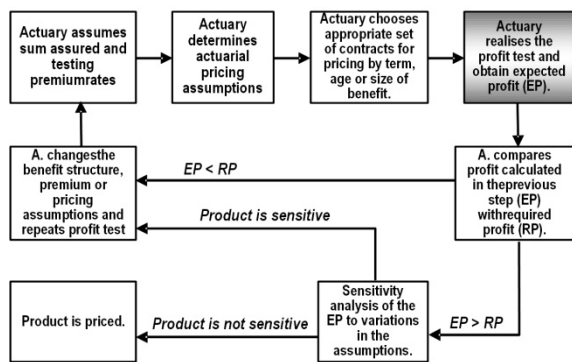 Actuary assumes
sum assured and
testing
premiumrates
Actuary
determines
actuarial
pricing
assumptions
Actuary chooses
appropriate set
of contracts for
pricing by term,
age or size of
benefit.
Actuary
realises the
profit test and
obtain expected
profit (EP).
A. changesthe
benefit structure,
premium or
pricing
assumptions and
repeats profit test
EP < RP
A. compares
profit calculated
in theprevious
step (EP)
withrequired
profit (RP).
Product is sensitive
Product is priced.
Product is not sensitive
Sensitivity
analysis of the
EP to variations
in the
assumptions.
EP > RP